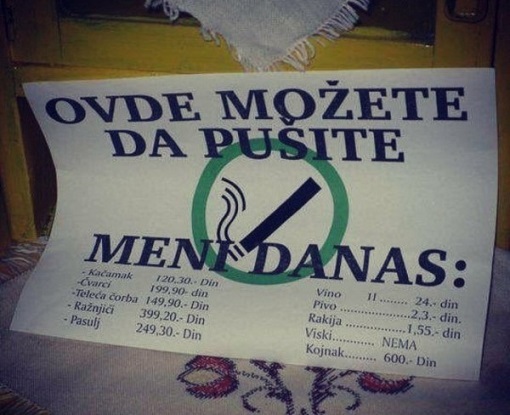 OVDE MOŽETE
DA PUŠITE
MENI DANAS:
- Kačamak 120,30.- Din
-Čvarci 199,90- din
-Teleća čorba 149,90.- Din
- Ražnjići 399,20.- Din
- Pasulj 249,30.- Din
Vino 1l ........ 24.- din
Pivo ..................2,3.- din.
Rakija ................1,55.- din
Viski............ NEMA
Kojnak......... 600.- Din